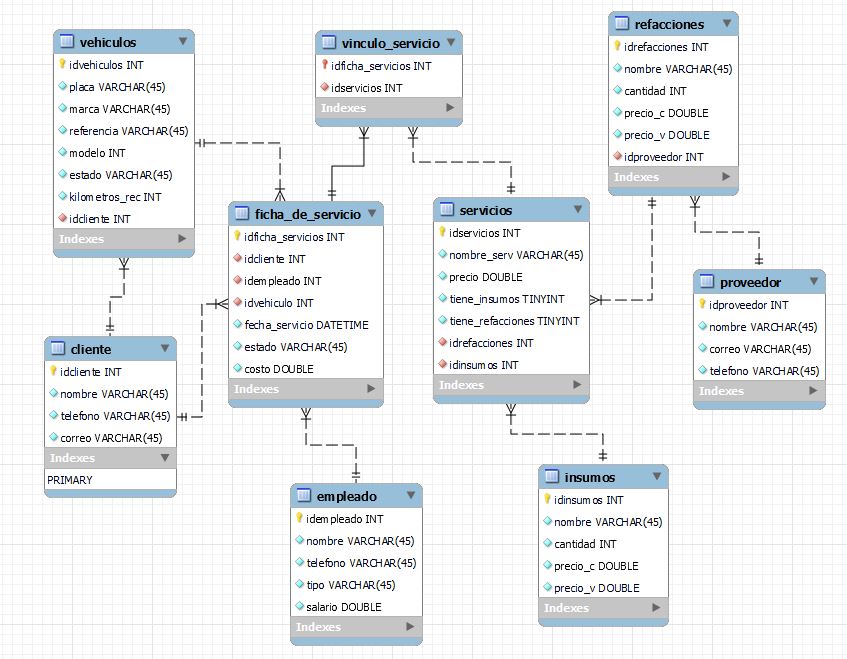 vehiculos
idvehiculos INT
placa VARCHAR(45)
marca VARCHAR(45)
referencia VARCHAR(45)
modelo INT
estado VARCHAR(45)
kilometros_rec INT
idcliente INT
Indexes
vinculo_servicio
idficha_servicios INT
idservicios INT
Indexes
refacciones
idrefacciones INT
nombre VARCHAR(45)
cantidad INT
precio_c DOUBLE
precio_v DOUBLE
idproveedor INT
Indexes
ficha_de_servicio
idficha_servicios INT
idcliente INT
idempleado INT
idvehiculo INT
fecha_servicio DATETIME
estado VARCHAR(45)
costo DOUBLE
Indexes
servicios
idservicios INT
nombre_serv VARCHAR(45)
precio DOUBLE
tiene_insumos TINYINT
tiene_refacciones TINYINT
idrefacciones INT
idinsumos INT
Indexes
proveedor
idproveedor INT
nombre VARCHAR(45)
correo VARCHAR(45)
telefono VARCHAR(45)
Indexes
cliente
idcliente INT
nombre VARCHAR(45)
telefono VARCHAR(45)
correo VARCHAR(45)
Indexes
PRIMARY
empleado
idempleado INT
nombre VARCHAR(45)
telefono VARCHAR(45)
tipo VARCHAR(45)
salario DOUBLE
Indexes
insumos
idinsumos INT
nombre VARCHAR(45)
cantidad INT
precio_c DOUBLE
precio_v DOUBLE
Indexes